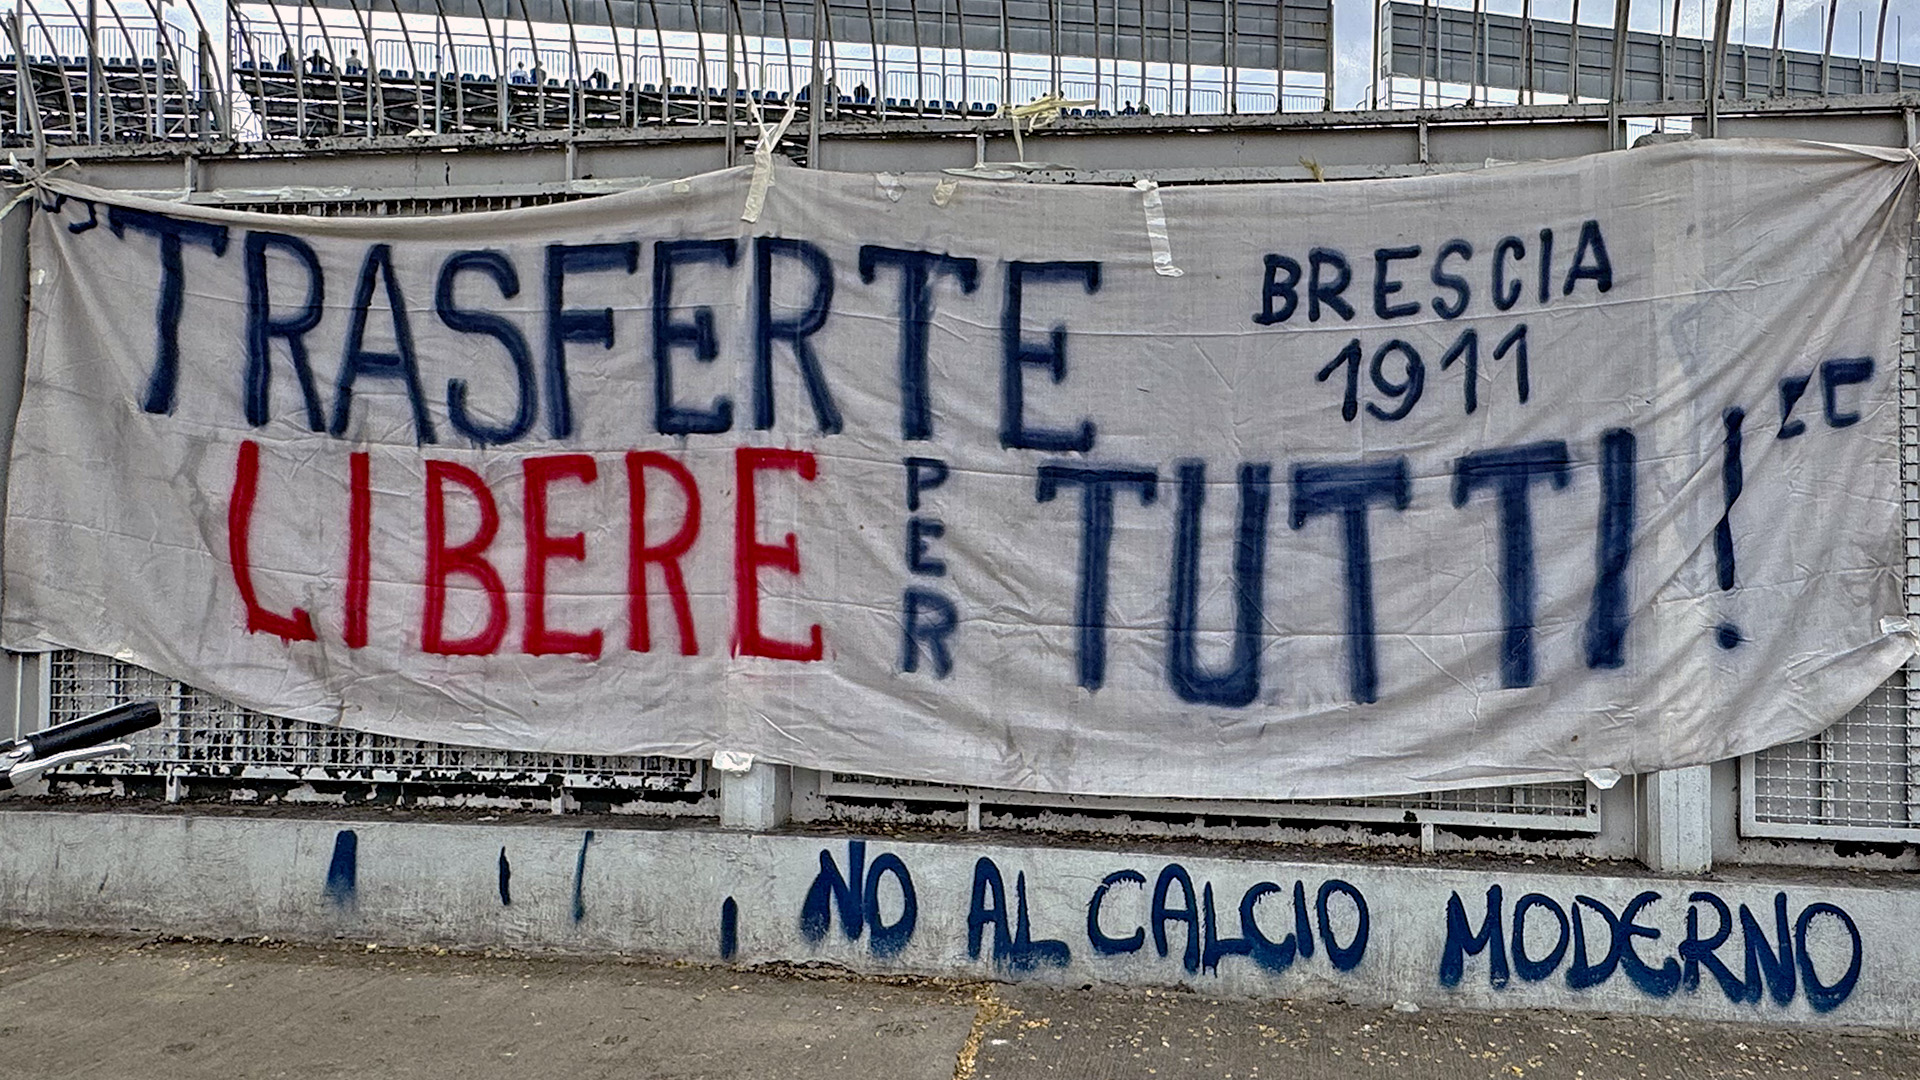 "TRASFERTE
BRESCIA
1911
LIBERE PER TUTTI!"
NO AL CALCIO MODERNO